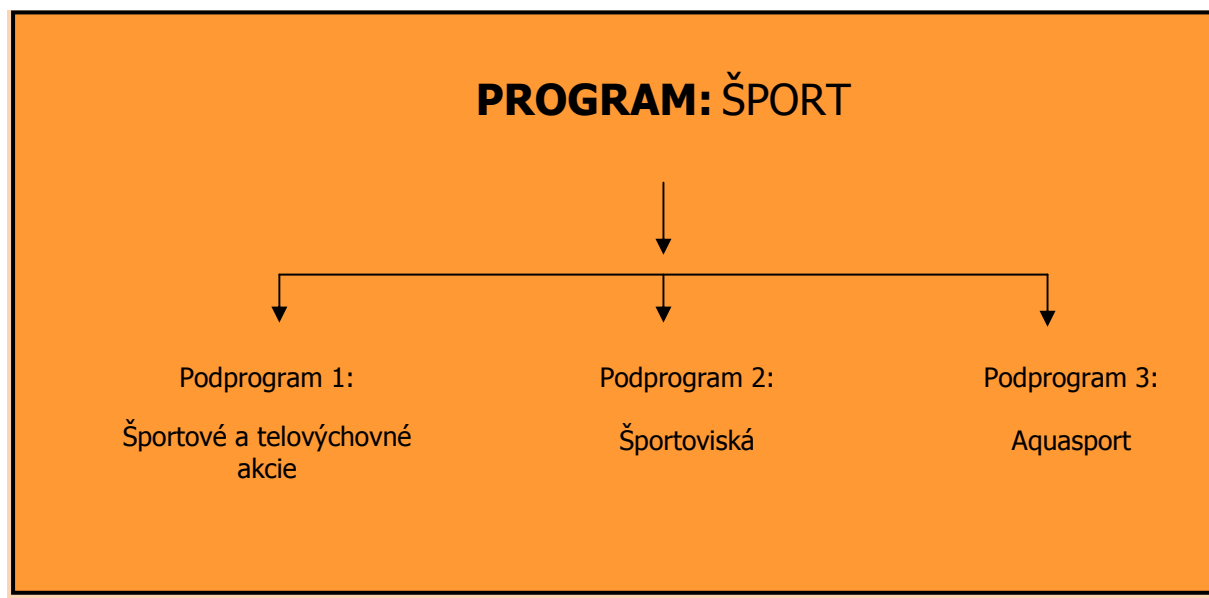 PROGRAM: ŠPORT
Podprogram 1:
Športové a telovýchovné
akcie
Podprogram 2:
Športoviská
Podprogram 3:
Aquasport